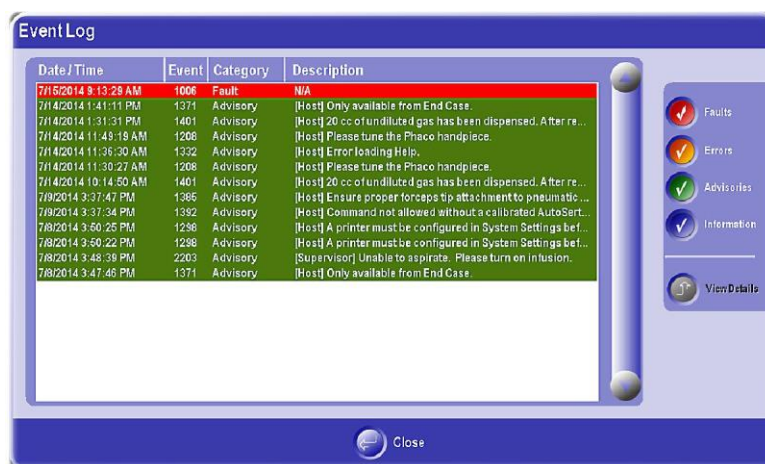 Event Log
Date/Time Event Category Description
7/15/2014 9:13:29 AM 1006 Fault N/A
7/14/2014 1:41:11 PM 1371 Advisory [Host] Only available from End Case.
7/14/2014 1:31:31 PM 1401 Advisory [Host] 20 cc of undiluted gas has been dispensed. After re...
7/14/2014 11:49:19 AM 1208 Advisory [Host] Please tune the Phaco handpiece.
7/14/2014 11:36:30 AM 1332 Advisory [Host] Error loading Help.
7/14/2014 11:30:27 AM 1208 Advisory [Host] Please tune the Phaco handpiece.
7/14/2014 10:14:50 AM 1401 Advisory [Host] 20 cc of undiluted gas has been dispensed. After re...
7/9/2014 3:37:47 PM 1385 Advisory [Host] Ensure proper forceps tip attachment to pneumatic ...
7/9/2014 3:37:34 PM 1392 Advisory [Host] Command not allowed without a calibrated AutoSert...
7/8/2014 3:50:25 PM 1298 Advisory [Host] A printer must be configured in System Settings bef...
7/8/2014 3:50:22 PM 1298 Advisory [Host] A printer must be configured in System Settings bef...
7/8/2014 3:48:39 PM 2203 Advisory [Supervisor] Unable to aspirate. Please turn on infusion.
7/8/2014 3:47:46 PM 1371 Advisory [Host] Only available from End Case.
Faults
Errors
Advisories
Information
View Details
Close